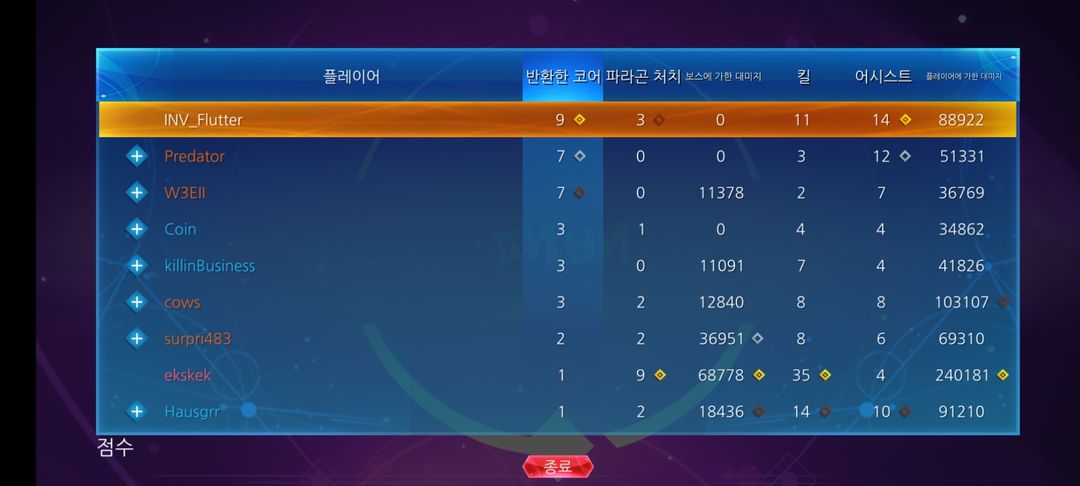 플레이어 반환한 코어 파라곤 처치 보스에 가한 대미지 킬 어시스트 플레이어에 가한 대미지
INV_Flutter 9 3 0 11 14 88922
Predator 7 0 0 3 12 51331
W3Ell 7 0 11378 2 7 36769
Coin 3 1 0 4 4 34862
killinBusiness 3 0 11091 7 4 41826
cows 3 2 12840 8 8 103107
surpri483 2 2 36951 8 6 69310
ekskek 1 9 68778 35 4 240181
Hausgrr 1 2 18436 14 10 91210
점수
종료